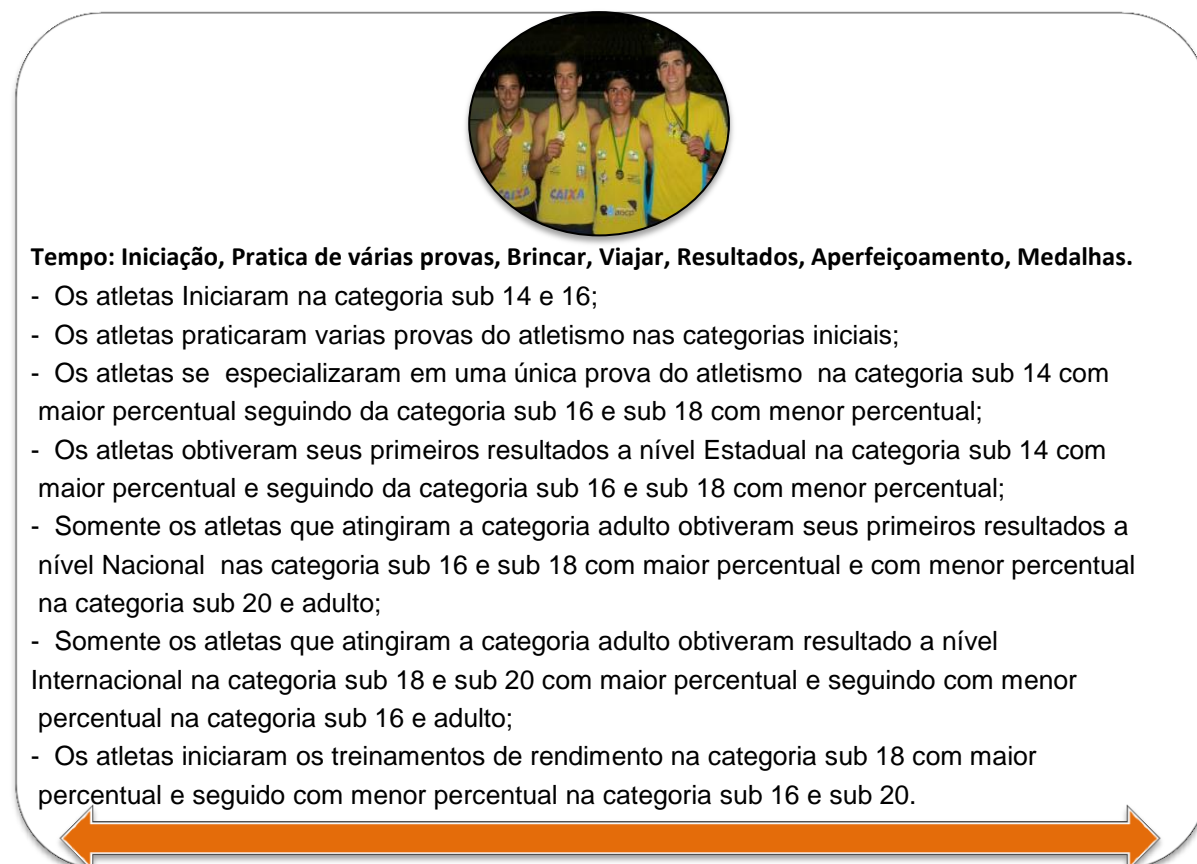 CAIXA
CAIXA
Tempo: Iniciação, Pratica de várias provas, Brincar, Viajar, Resultados, Aperfeiçoamento, Medalhas.
- Os atletas Iniciaram na categoria sub 14 e 16;
- Os atletas praticaram varias provas do atletismo nas categorias iniciais;
- Os atletas se especializaram em uma única prova do atletismo na categoria sub 14 com
maior percentual seguindo da categoria sub 16 e sub 18 com menor percentual;
- Os atletas obtiveram seus primeiros resultados a nível Estadual na categoria sub 14 com
maior percentual e seguindo da categoria sub 16 e sub 18 com menor percentual;
- Somente os atletas que atingiram a categoria adulto obtiveram seus primeiros resultados a
nível Nacional nas categoria sub 16 e sub 18 com maior percentual e com menor percentual
na categoria sub 20 e adulto;
- Somente os atletas que atingiram a categoria adulto obtiveram resultado a nível
Internacional na categoria sub 18 e sub 20 com maior percentual e seguindo com menor
percentual na categoria sub 16 e adulto;
- Os atletas iniciaram os treinamentos de rendimento na categoria sub 18 com maior
percentual e seguido com menor percentual na categoria sub 16 e sub 20.